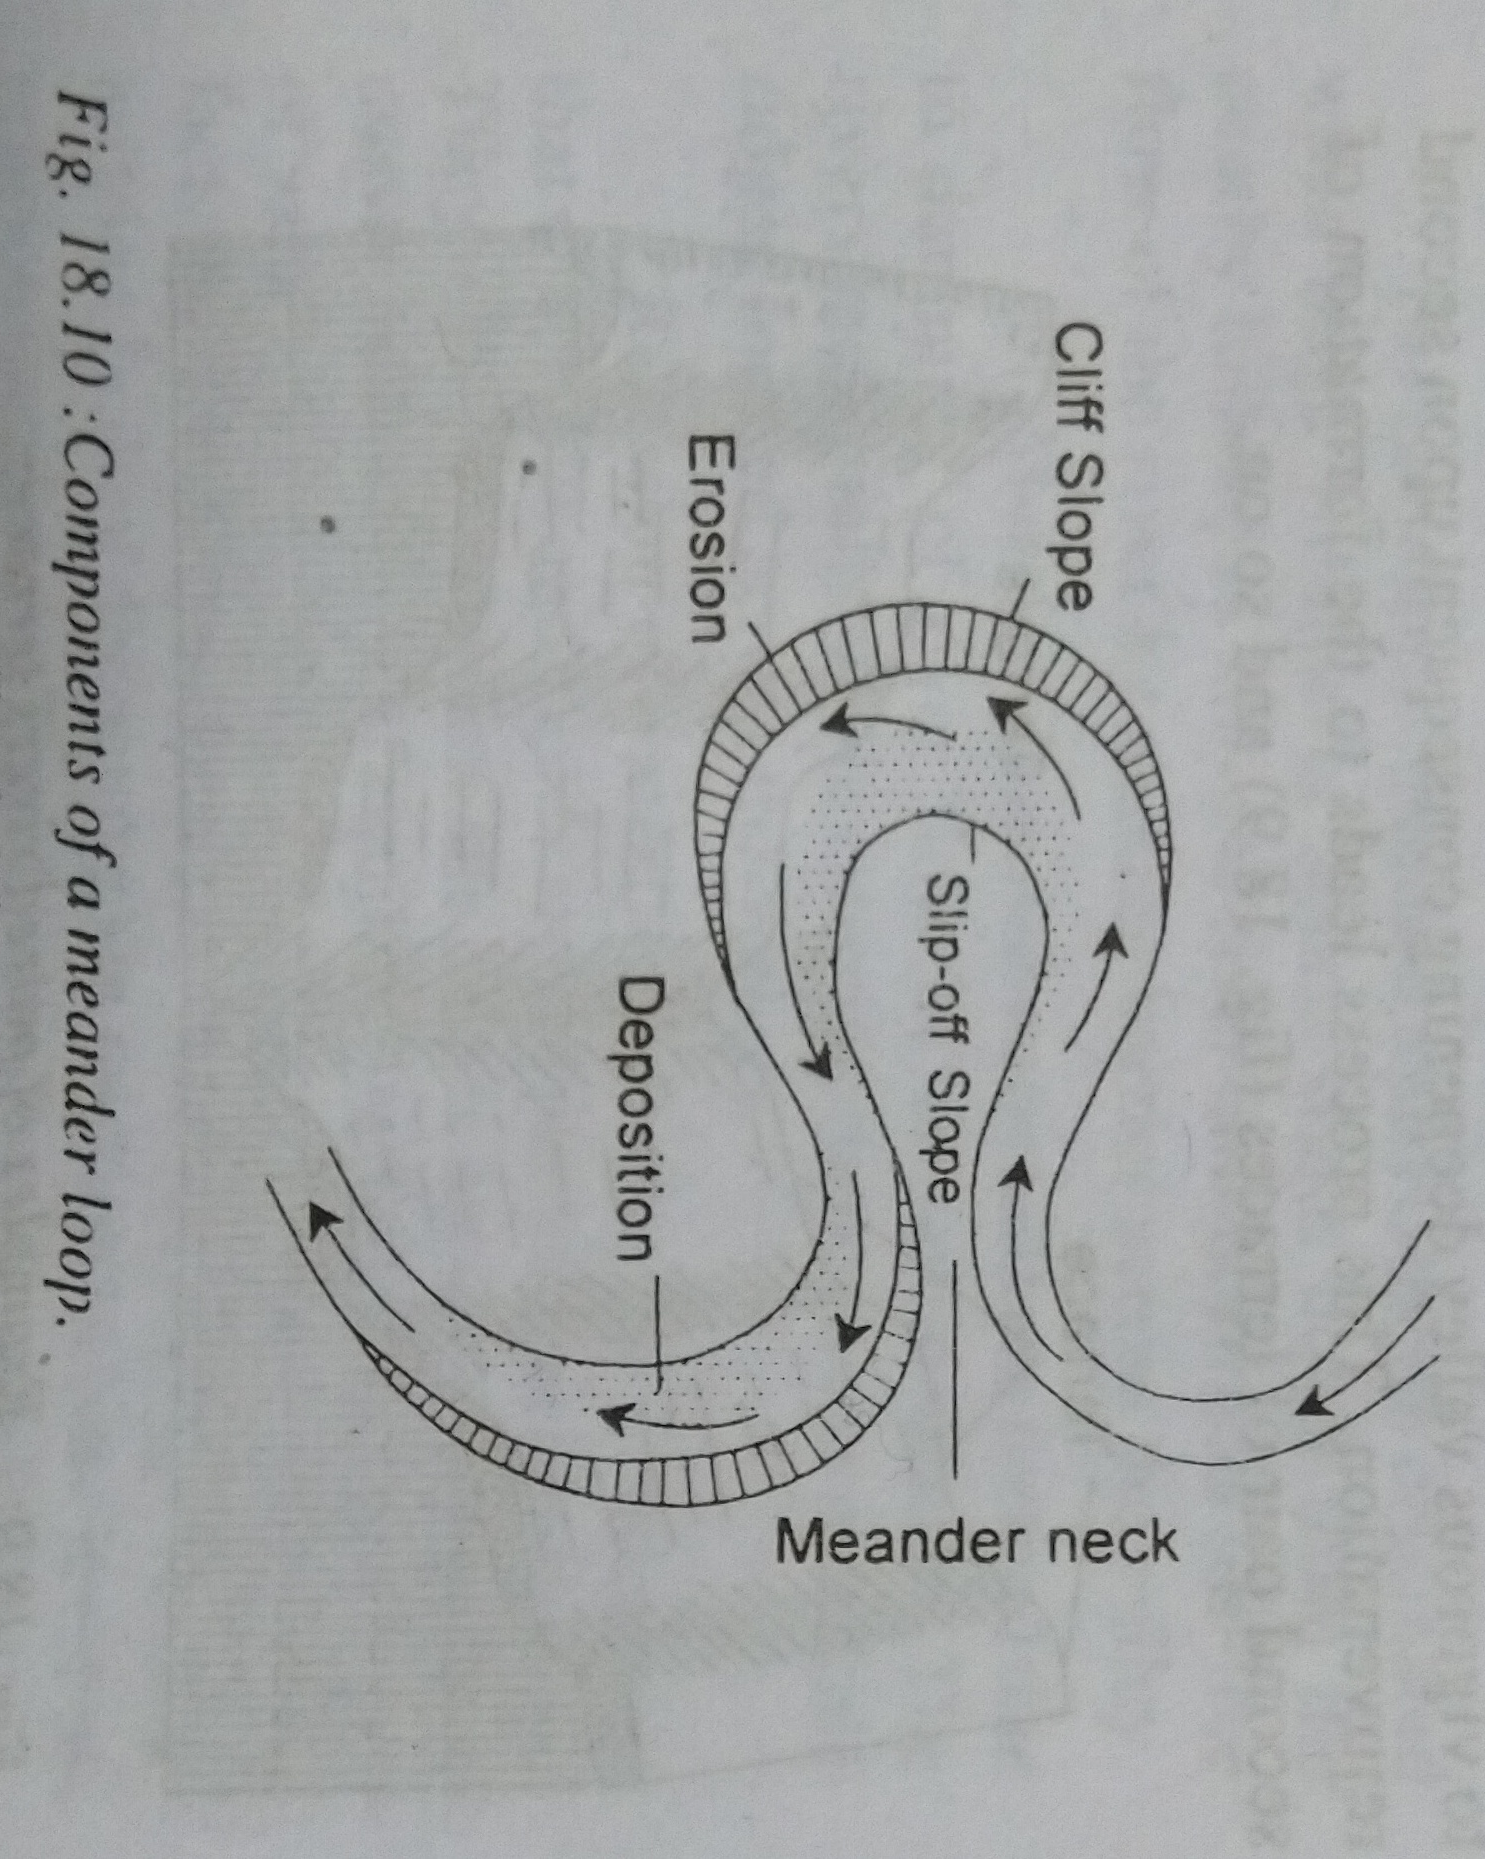 Cliff Slope
Erosion
Slip-off Slope
Deposition
Meander neck
Fig. 18.10 : Components of a meander loop.